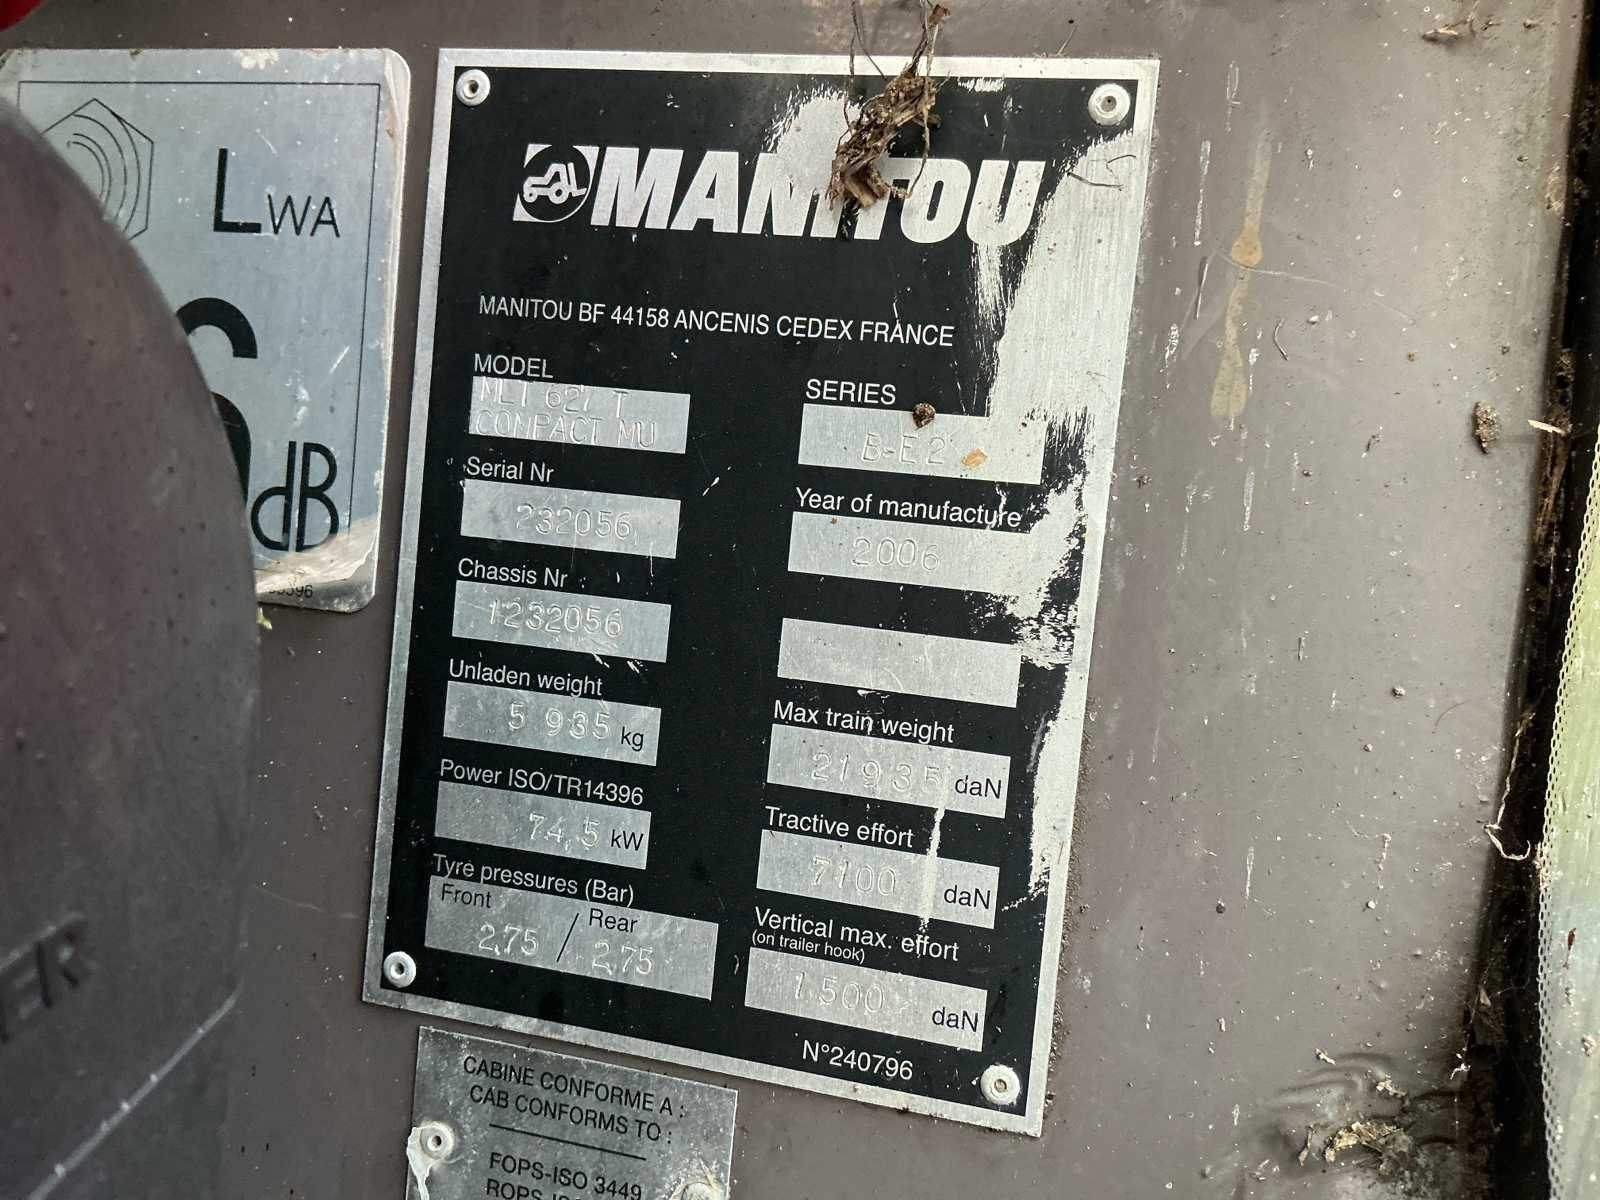 LWA
6
dB
MANITOU
MANITOU BF 44158 ANCENIS CEDEX FRANCE
MODEL
MLT 627 T
COMPACT MU
SERIES
B-E2
Serial Nr
232056
Year of manufacture
2006
Chassis Nr
1232056
Unladen weight
5 935 kg
Max train weight
21935 daN
Power ISO/TR14396
74,5 kW
Tractive effort
7100 daN
Tyre pressures (Bar)
Front / Rear
2,75 / 2,75
Vertical max. effort
(on trailer hook)
1500 daN
N°240796
CABINE CONFORME A :
CAB CONFORMS TO :
FOPS-ISO 3449